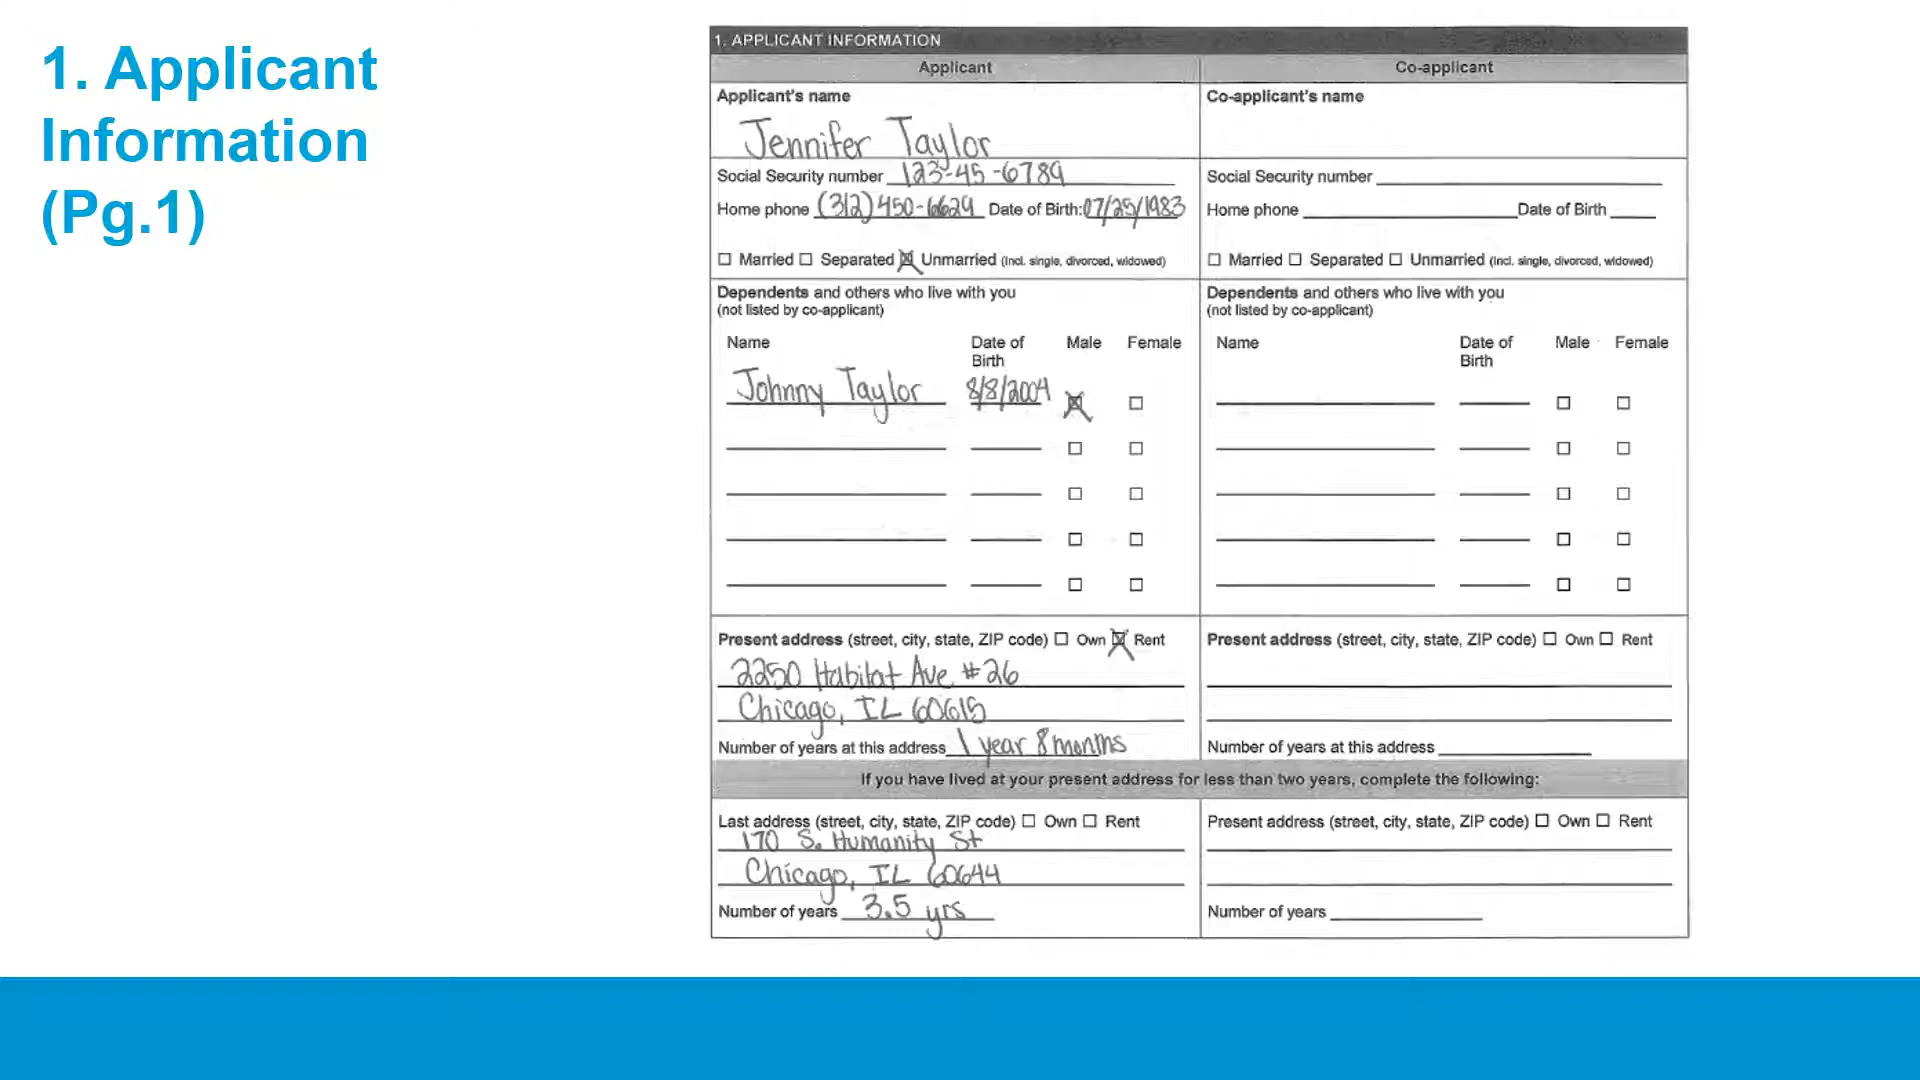 1. Applicant
Information
(Pg.1)
1. APPLICANT INFORMATION
Applicant
Co-applicant
Applicant's name
Jennifer Taylor
Co-applicant's name
Social Security number 123-45-6789
Social Security number
Home phone (312)450-6629 Date of Birth: 07/25/1983
Home phone Date of Birth
Married Separated Unmarried (Incl. single, divorced, widowed)
Married Separated Unmarried (Incl. single, divorced, widowed)
Dependents and others who live with you
(not listed by co-applicant)
Dependents and others who live with you
(not listed by co-applicant)
Name Date of Birth Male Female
Name Date of Birth Male Female
Johnny Taylor 8/8/2004
Present address (street, city, state, ZIP code) Own Rent
2250 Habitat Ave #26
Chicago, IL 60615
Number of years at this address 1 year 8 months
Present address (street, city, state, ZIP code) Own Rent
Number of years at this address
If you have lived at your present address for less than two years, complete the following:
Last address (street, city, state, ZIP code) Own Rent
170 S. Humanity St
Chicago, IL 60644
Number of years 3.5 yrs
Present address (street, city, state, ZIP code) Own Rent
Number of years